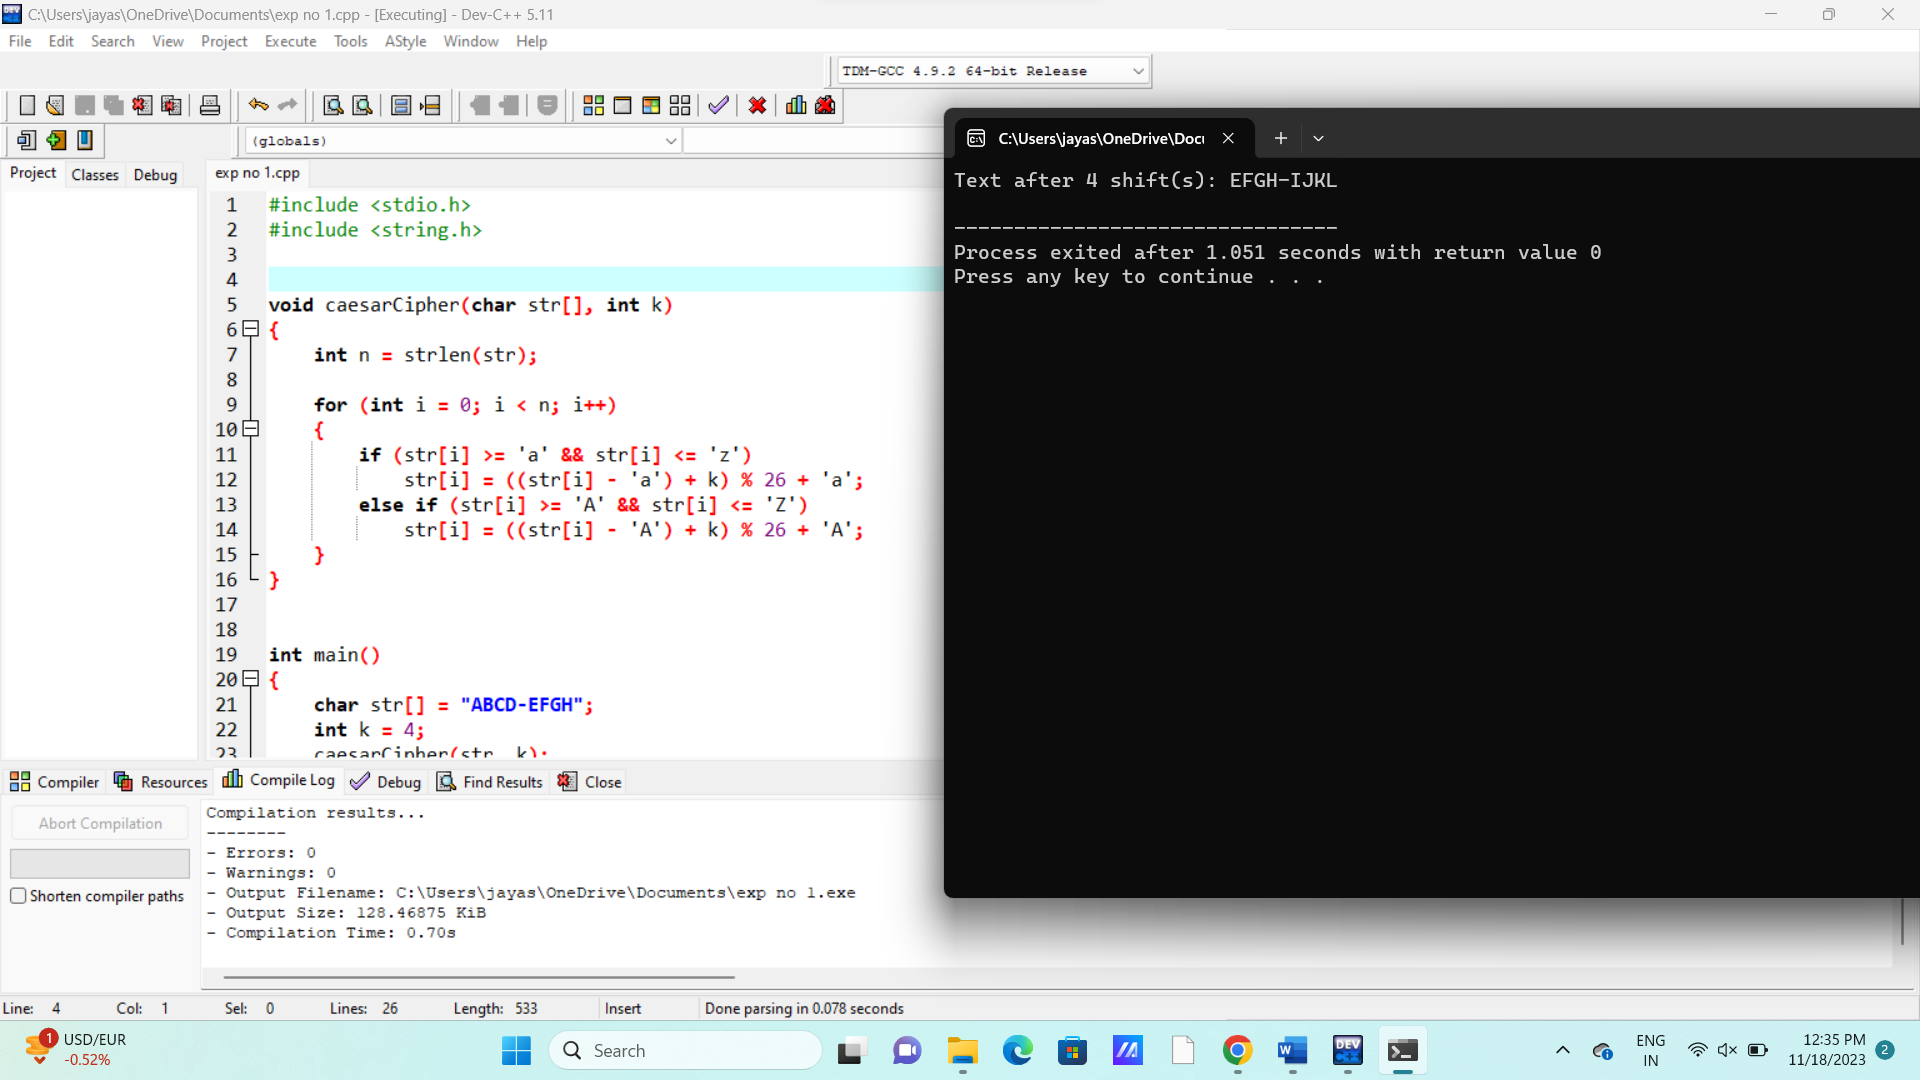 C:\Users\jayas\OneDrive\Documents\exp no 1.cpp - [Executing] - Dev-C++ 5.11
File Edit Search View Project Execute Tools AStyle Window Help
TDM-GCC 4.9.2 64-bit Release
(globals)
Project Classes Debug
exp no 1.cpp
1 #include <stdio.h>
2 #include <string.h>
3
4
5 void caesarCipher(char str[], int k)
6 {
7 int n = strlen(str);
8
9 for (int i = 0; i < n; i++)
10 {
11 if (str[i] >= 'a' && str[i] <= 'z')
12 str[i] = ((str[i] - 'a') + k) % 26 + 'a';
13 else if (str[i] >= 'A' && str[i] <= 'Z')
14 str[i] = ((str[i] - 'A') + k) % 26 + 'A';
15 }
16 }
17
18
19 int main()
20 {
21 char str[] = "ABCD-EFGH";
22 int k = 4;
23 caesarCipher(str, k);
C:\Users\jayas\OneDrive\Docu
Text after 4 shift(s): EFGH-IJKL
--------------------------------
Process exited after 1.051 seconds with return value 0
Press any key to continue . . .
Compiler Resources Compile Log Debug Find Results Close
Abort Compilation
Shorten compiler paths
Compilation results...
--------
- Errors: 0
- Warnings: 0
- Output Filename: C:\Users\jayas\OneDrive\Documents\exp no 1.exe
- Output Size: 128.46875 KiB
- Compilation Time: 0.70s
Line: 4 Col: 1 Sel: 0 Lines: 26 Length: 533 Insert Done parsing in 0.078 seconds
1
USD/EUR
-0.52%
Search
DEV
C++
ENG
IN
12:35 PM
11/18/2023
2